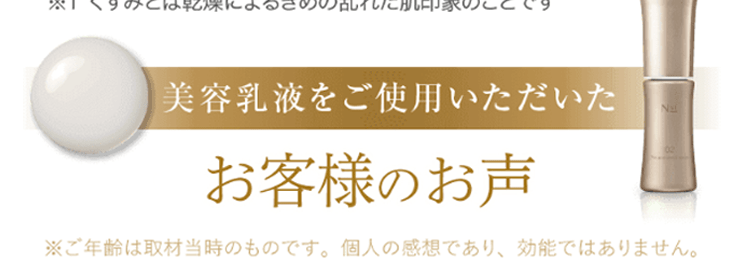 ※1 くすみとは乾燥によるきめの乱れた肌印象のことです
美容乳液をご使用いただいた
お客様のお声
※ご年齢は取材当時のものです。個人の感想であり、効能ではありません。
02